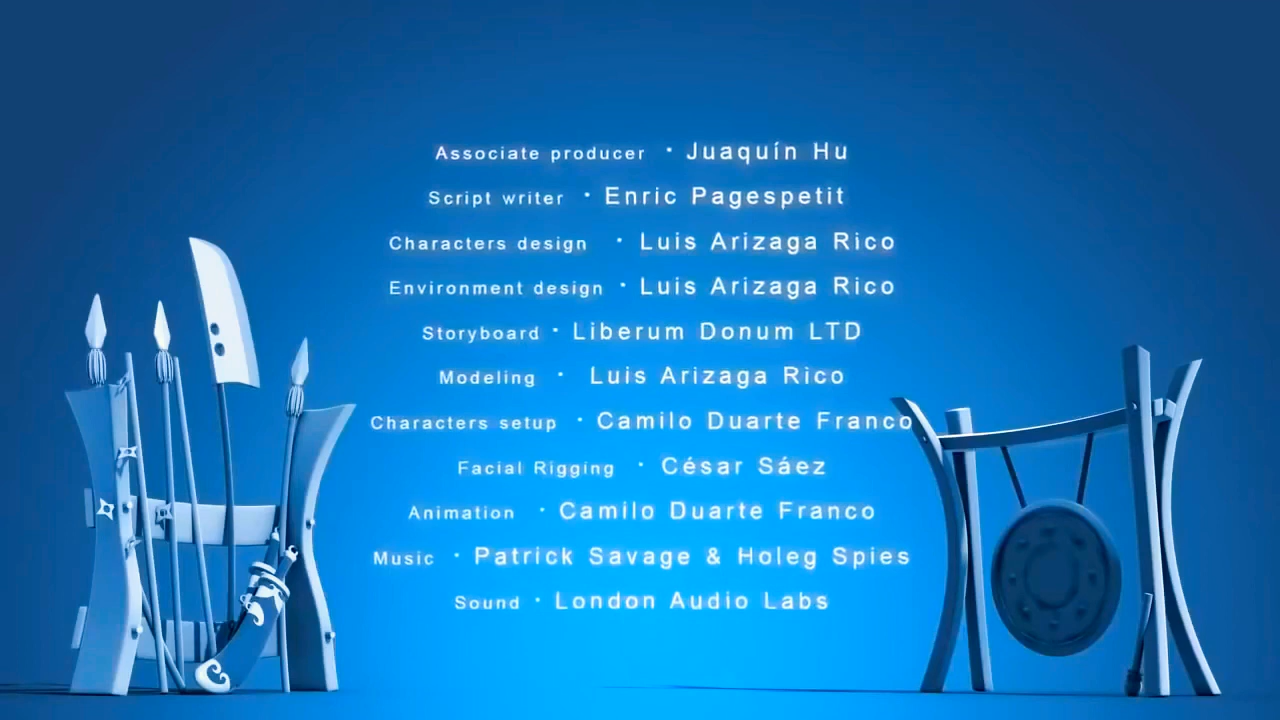 Associate producer · Juaquín Hu
Script writer · Enric Pagespetit
Characters design · Luis Arizaga Rico
Environment design · Luis Arizaga Rico
Storyboard · Liberum Donum LTD
Modeling · Luis Arizaga Rico
Characters setup · Camilo Duarte Franco
Facial Rigging · César Sáez
Animation · Camilo Duarte Franco
Music · Patrick Savage & Holeg Spies
Sound · London Audio Labs